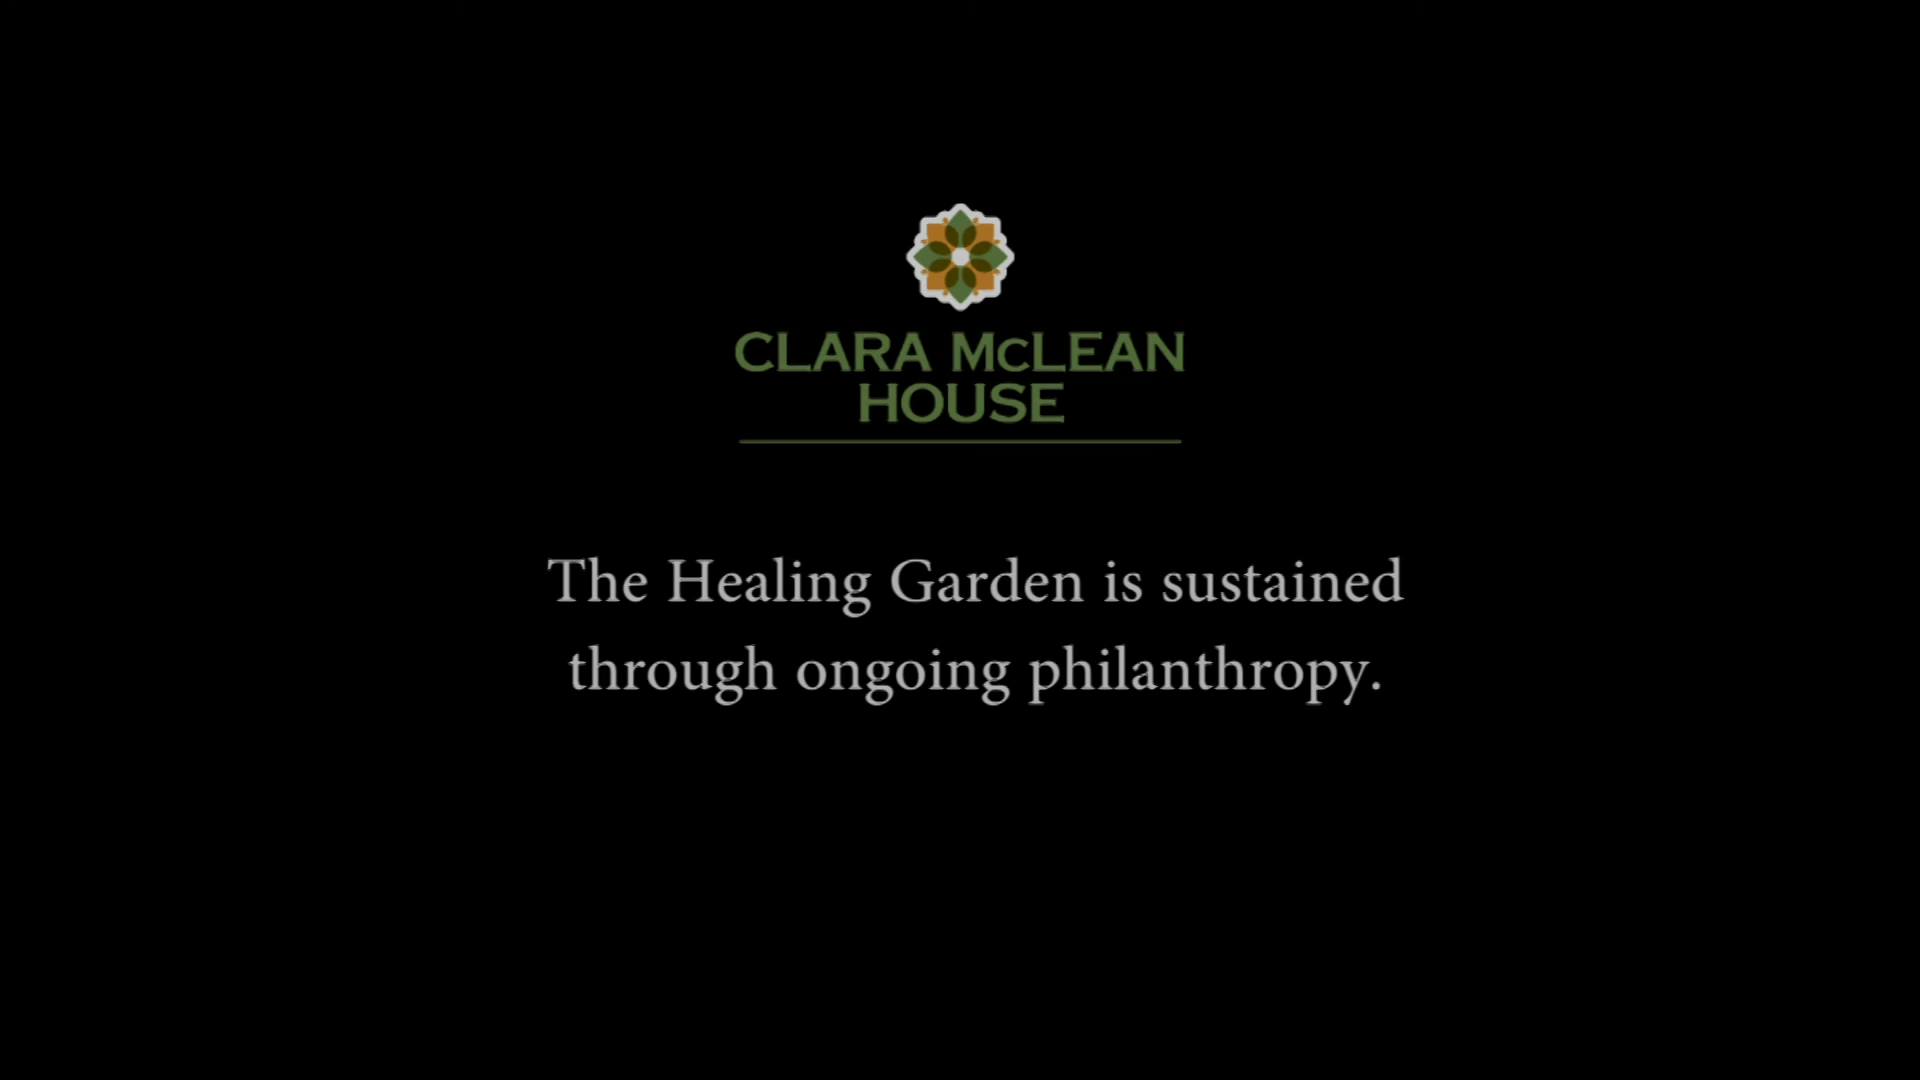 CLARA McLEAN
HOUSE
The Healing Garden is sustained
through ongoing philanthropy.